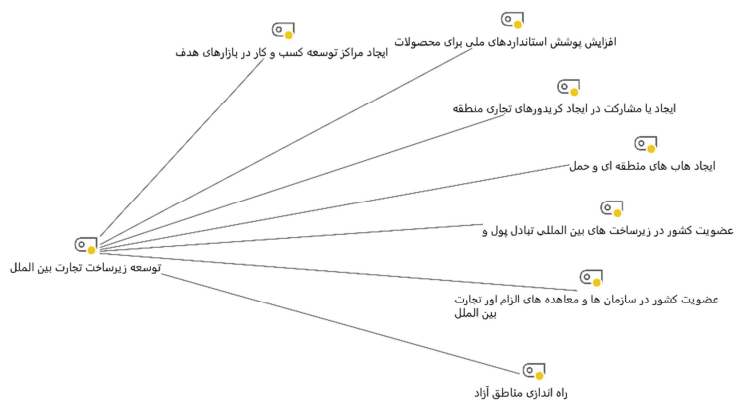 افزایش پوشش استانداردهای ملی برای محصولات
ایجاد مراکز توسعه کسب و کار در بازارهای هدف
ایجاد یا مشارکت در ایجاد کریدورهای تجاری منطقه
ایجاد هاب های منطقه ای و حمل
عضویت کشور در زیرساخت های بین المللی تبادل پول و
توسعه زیرساخت تجارت بین الملل
عضویت کشور در سازمان ها و معاهده های الزام اور تجارت
بین الملل
راه اندازی مناطق آزاد